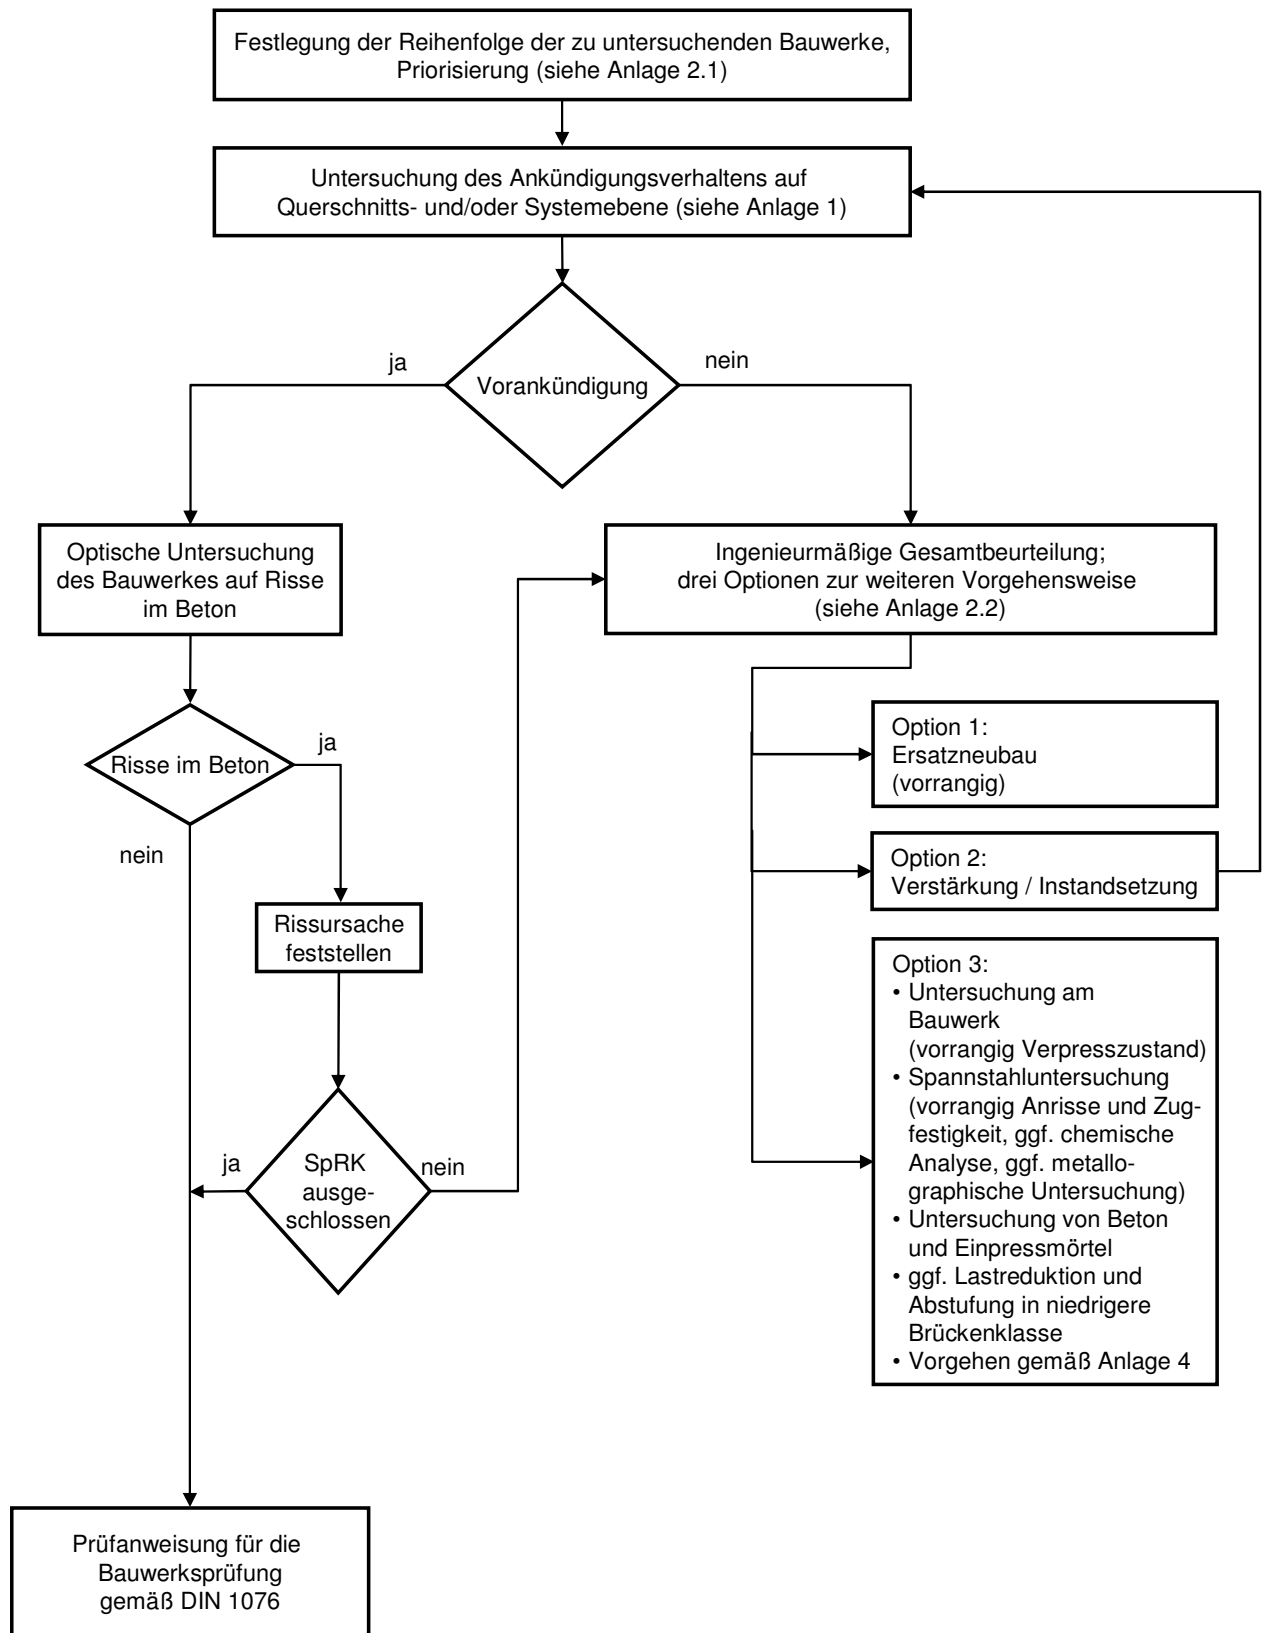 Festlegung der Reihenfolge der zu untersuchenden Bauwerke,
Priorisierung (siehe Anlage 2.1)
Untersuchung des Ankündigungsverhaltens auf
Querschnitts- und/oder Systemebene (siehe Anlage 1)
ja
nein
Vorankündigung
Optische Untersuchung
des Bauwerkes auf Risse
im Beton
Ingenieurmäßige Gesamtbeurteilung;
drei Optionen zur weiteren Vorgehensweise
(siehe Anlage 2.2)
Risse im Beton
ja
nein
Option 1:
Ersatzneubau
(vorrangig)
Option 2:
Verstärkung / Instandsetzung
Rissursache
feststellen
Option 3:
• Untersuchung am
Bauwerk
(vorrangig Verpresszustand)
• Spannstahluntersuchung
(vorrangig Anrisse und Zug-
festigkeit, ggf. chemische
Analyse, ggf. metallo-
graphische Untersuchung)
• Untersuchung von Beton
und Einpressmörtel
• ggf. Lastreduktion und
Abstufung in niedrigere
Brückenklasse
• Vorgehen gemäß Anlage 4
ja
SpRK
ausge-
schlossen
nein
Prüfanweisung für die
Bauwerksprüfung
gemäß DIN 1076